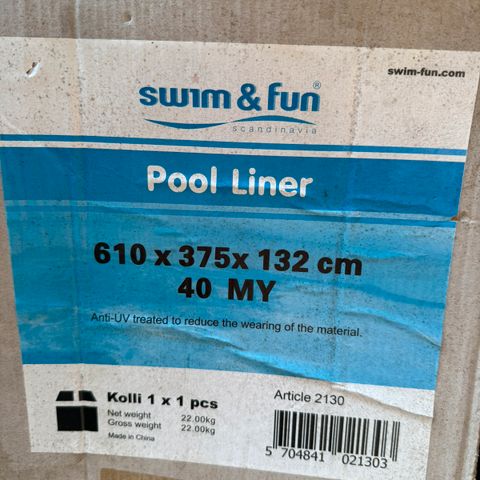 swim-fun.com
swim & fun®
scandinavia
Pool Liner
610 x 375x 132 cm
40 MY
Anti-UV treated to reduce the wearing of the material.
Kolli 1 x 1 pcs
Net weight 22.00kg
Gross weight 22.00kg
Made in China
Article 2130
5 704841 021303